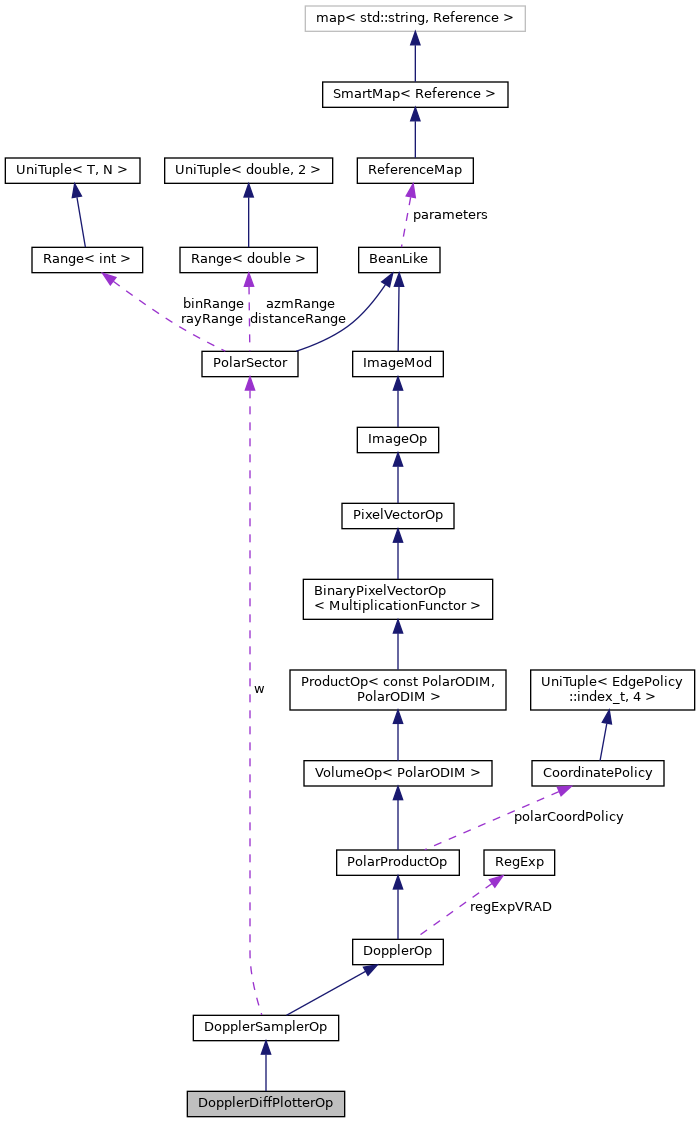 map< std::string, Reference >
SmartMap< Reference >
UniTuple< T, N >
UniTuple< double, 2 >
ReferenceMap
parameters
Range< int >
Range< double >
BeanLike
binRange
rayRange
azmRange
distanceRange
PolarSector
ImageMod
ImageOp
PixelVectorOp
BinaryPixelVectorOp
< MultiplicationFunctor >
ProductOp< const PolarODIM,
PolarODIM >
UniTuple< EdgePolicy
::index_t, 4 >
w
VolumeOp< PolarODIM >
CoordinatePolicy
polarCoordPolicy
PolarProductOp
RegExp
regExpVRAD
DopplerOp
DopplerSamplerOp
DopplerDiffPlotterOp